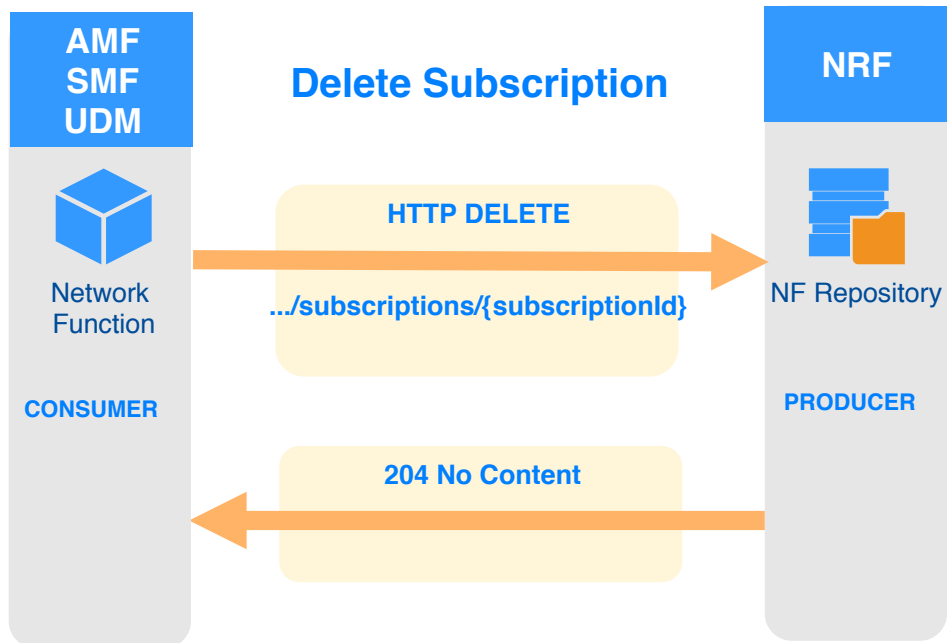 AMF
SMF
UDM
Delete Subscription
NRF
HTTP DELETE
.../subscriptions/{subscriptionId}
Network
Function
NF Repository
CONSUMER
PRODUCER
204 No Content